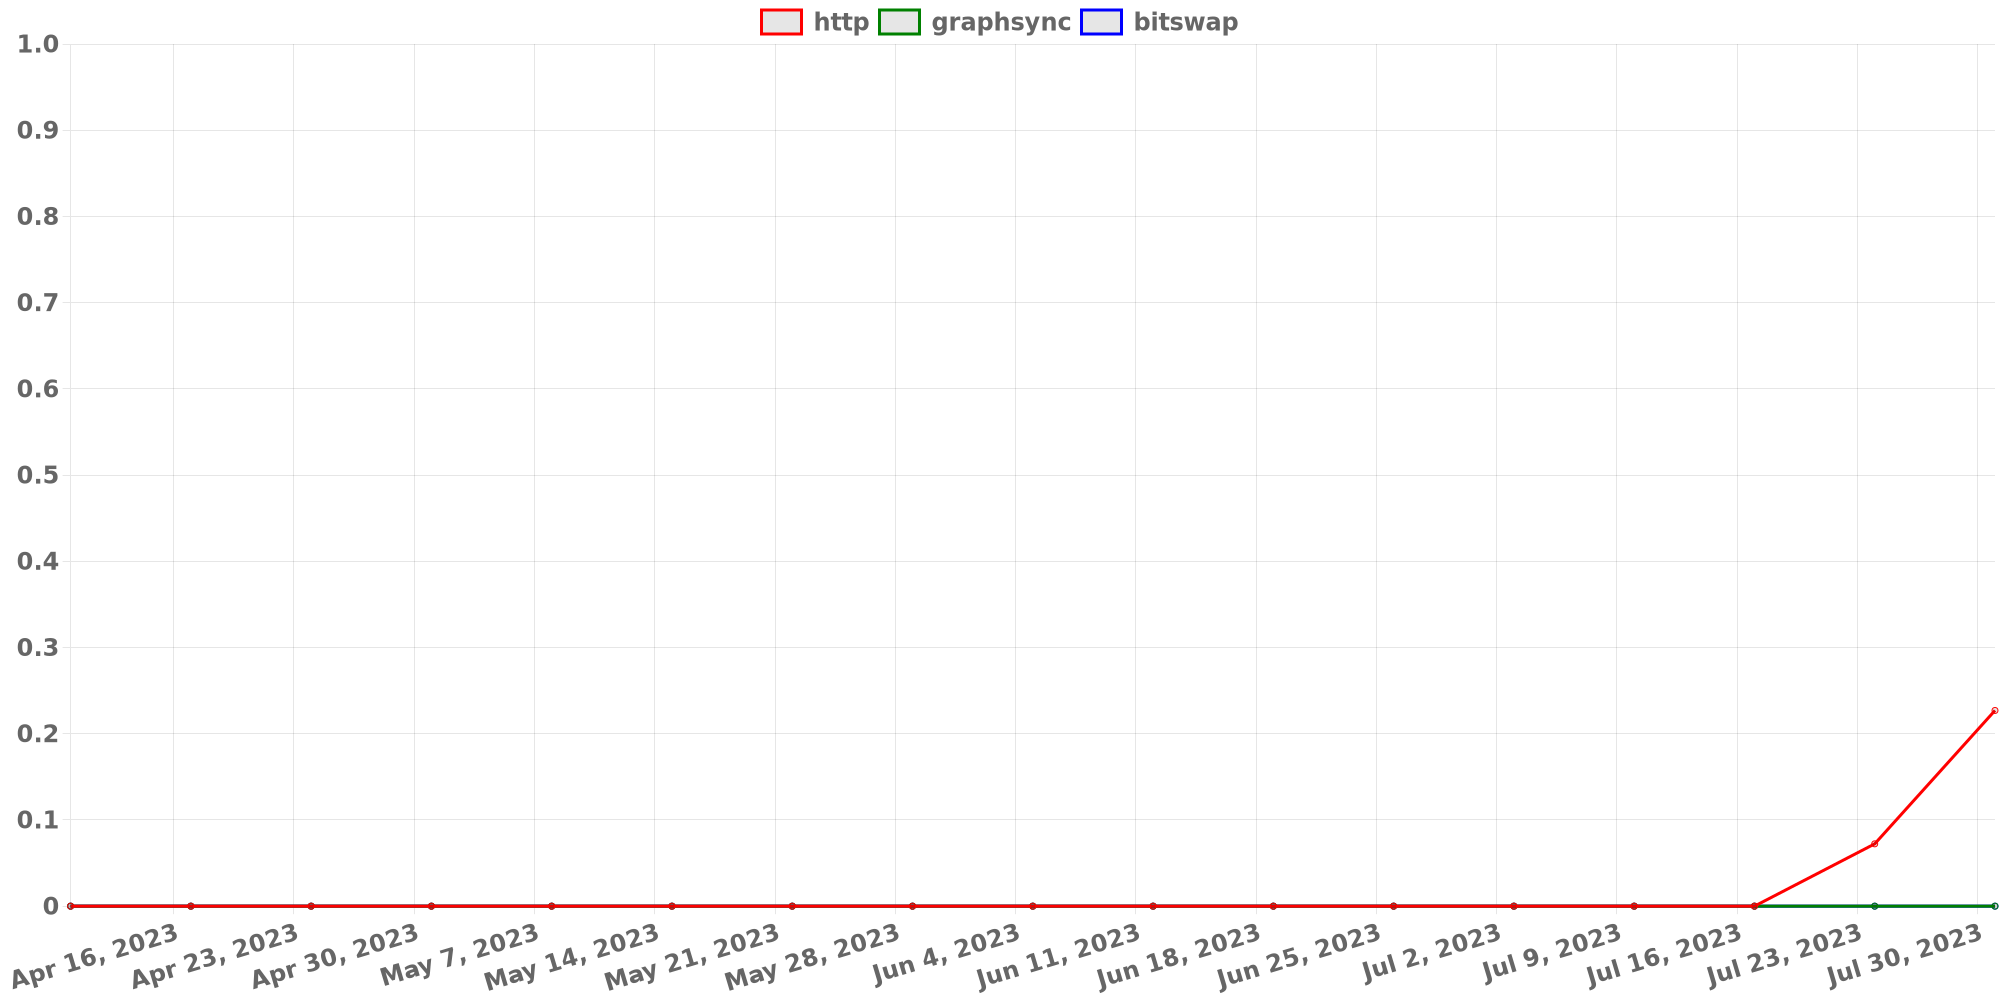 http graphsync bitswap
1.0
0.9
0.8
0.7
0.6
0.5
0.4
0.3
0.2
0.1
0
Apr 16, 2023
Apr 23, 2023
Apr 30, 2023
May 7, 2023
May 14, 2023
May 21, 2023
May 28, 2023
Jun 4, 2023
Jun 11, 2023
Jun 18, 2023
Jun 25, 2023
Jul 2, 2023
Jul 9, 2023
Jul 16, 2023
Jul 23, 2023
Jul 30, 2023